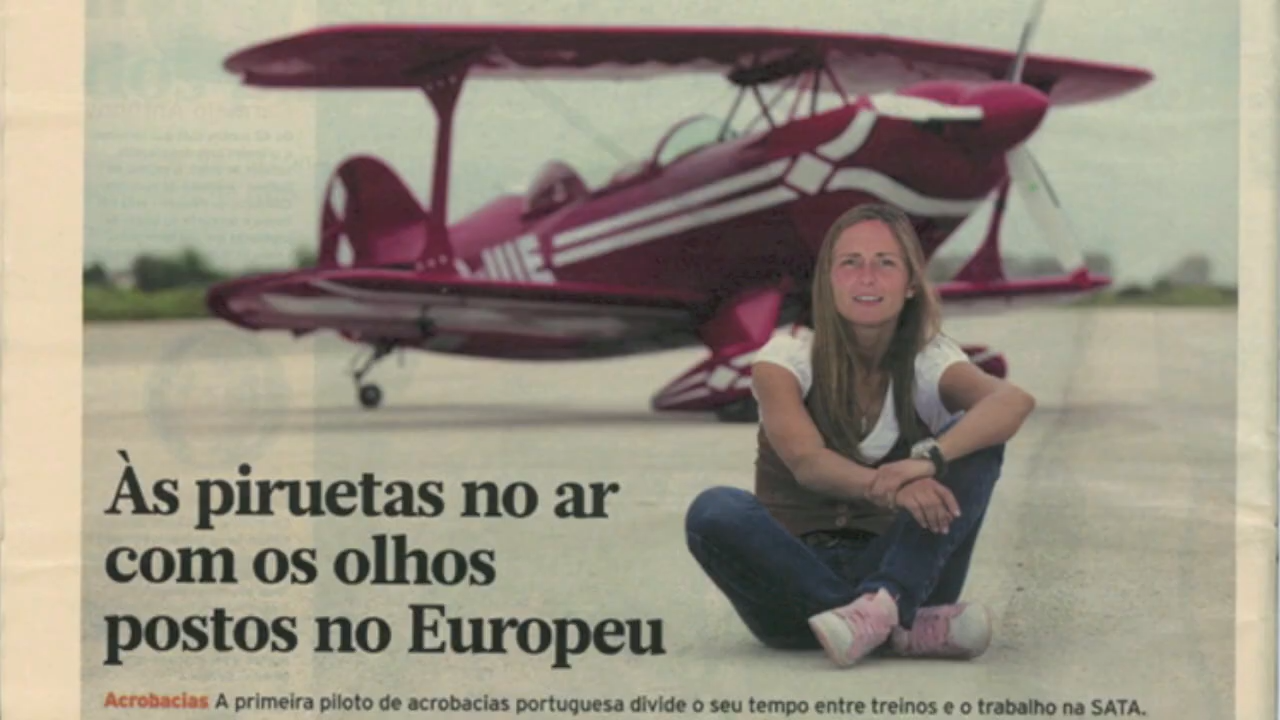 Às piruetas no ar
com os olhos
postos no Europeu
Acrobacias A primeira piloto de acrobacias portuguesa divide o seu tempo entre treinos e o trabalho na SATA.